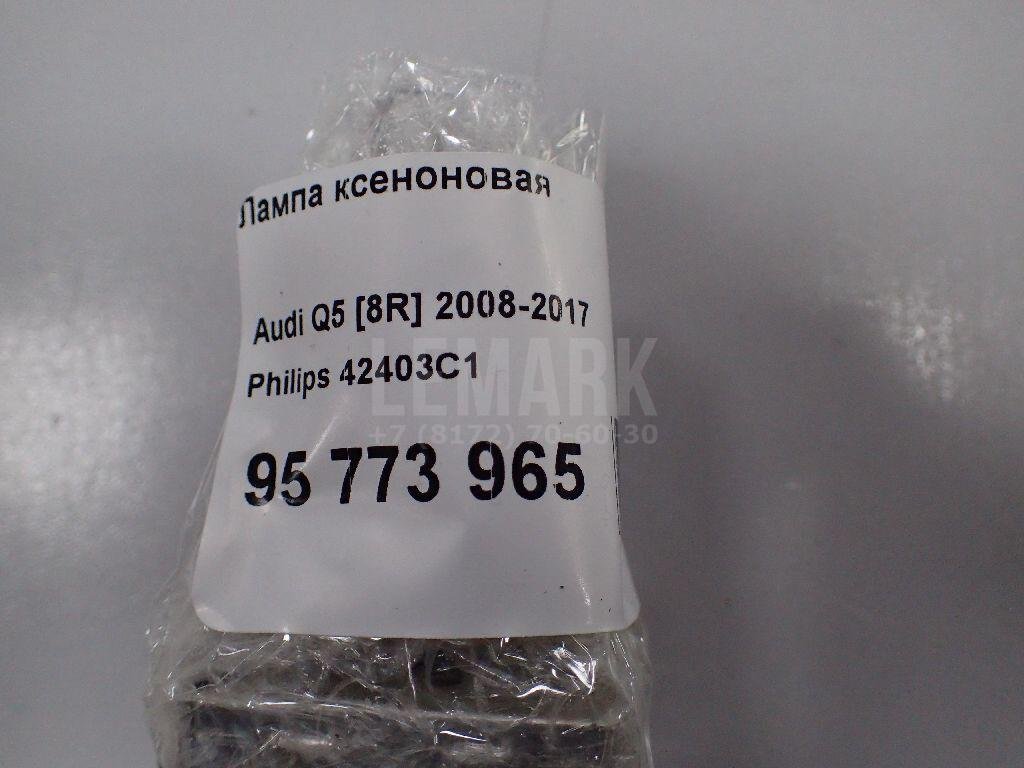 Лампа ксеноновая
Audi Q5 [8R] 2008-2017
Philips 42403C1
LEMARK
+7 (8172) 70-60-30
95 773 965